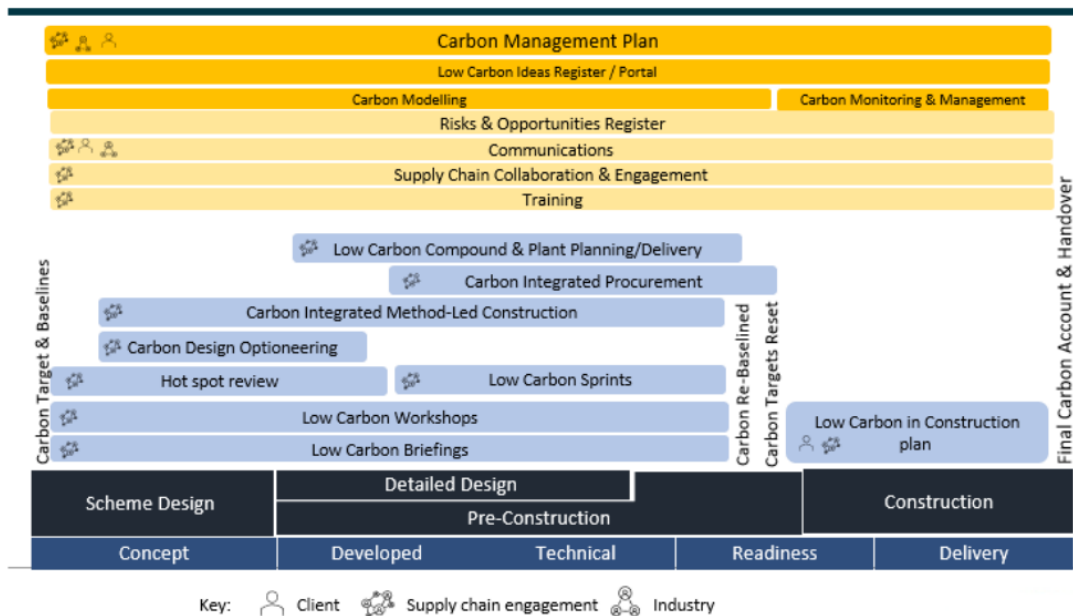 Carbon Management Plan
Low Carbon Ideas Register / Portal
Carbon Modelling
Carbon Monitoring & Management
Risks & Opportunities Register
Communications
Supply Chain Collaboration & Engagement
Training
Low Carbon Compound & Plant Planning/Delivery
Carbon Integrated Procurement
Carbon Integrated Method-Led Construction
Carbon Design Optioneering
Hot spot review
Low Carbon Sprints
Low Carbon Workshops
Low Carbon Briefings
Low Carbon in Construction
plan
Carbon Target & Baselines
Carbon Re-Baselined
Carbon Targets Reset
Final Carbon Account & Handover
Scheme Design
Detailed Design
Pre-Construction
Construction
Concept
Developed
Technical
Readiness
Delivery
Key: Client Supply chain engagement Industry